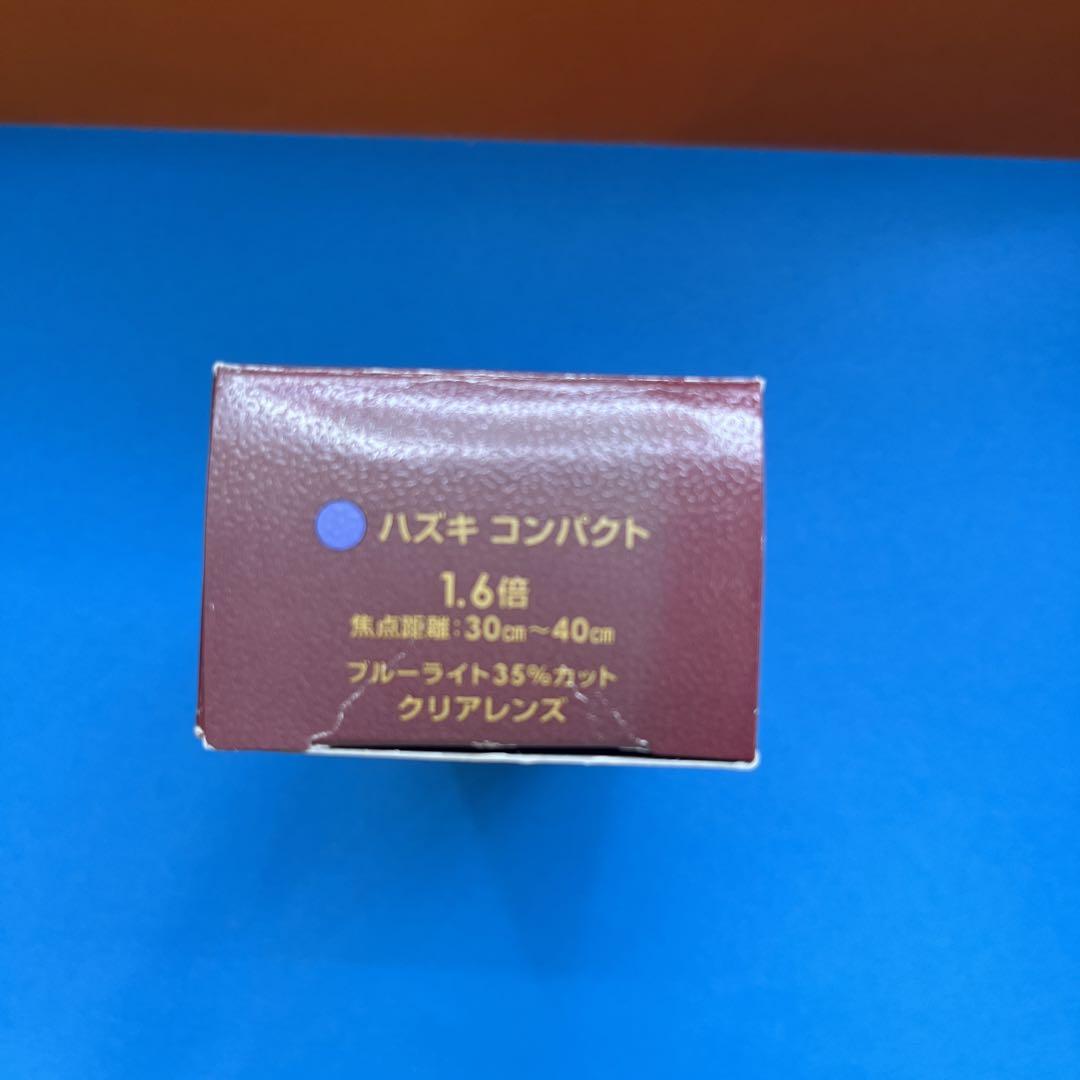 ハズキ コンパクト
1.6倍
焦点距離:30㎝〜40㎝
ブルーライト35%カット
クリアレンズ